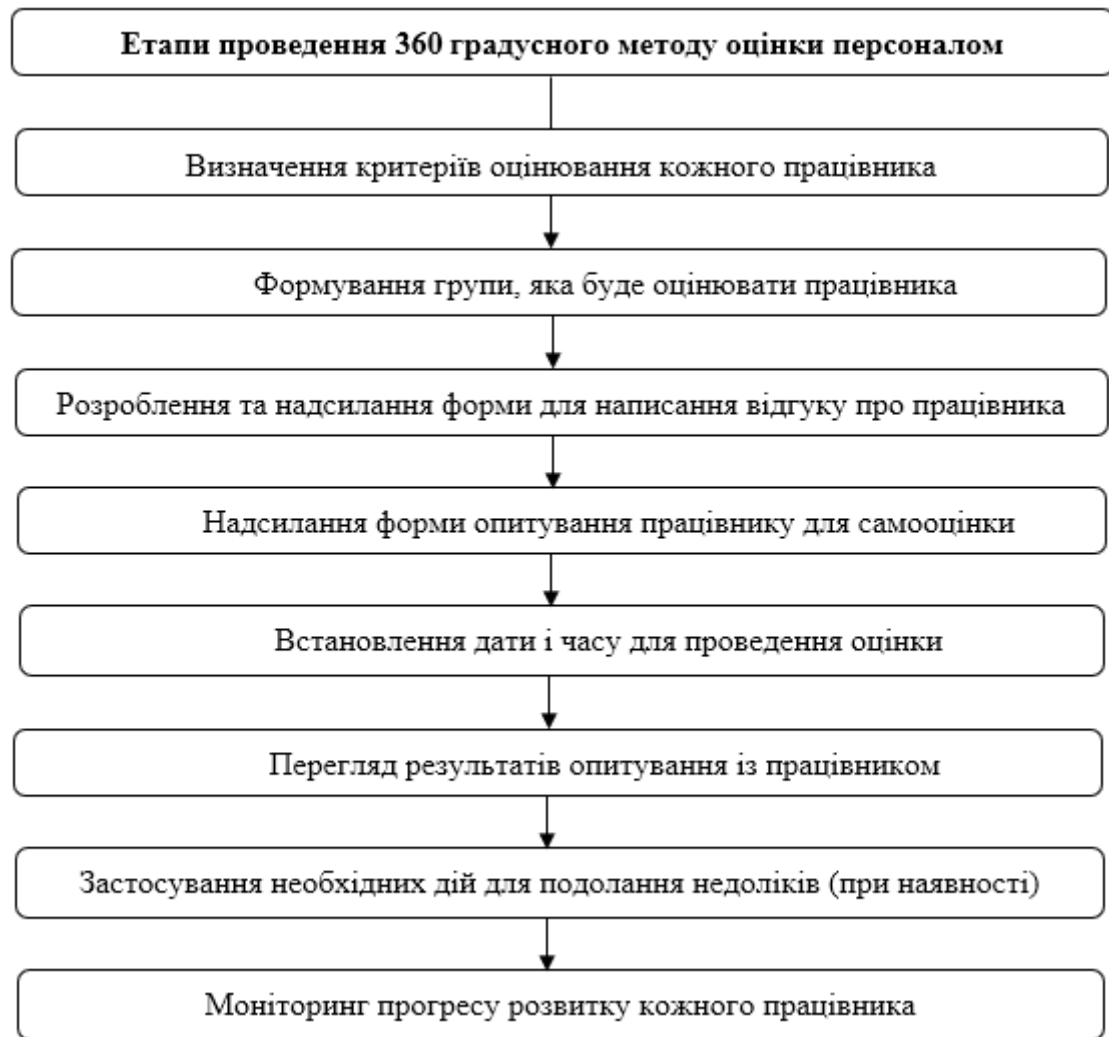 Етапи проведення 360 градусного методу оцінки персоналом
Визначення критеріїв оцінювання кожного працівника
Формування групи, яка буде оцінювати працівника
Розроблення та надсилання форми для написання відгуку про працівника
Надсилання форми опитування працівнику для самооцінки
Встановлення дати і часу для проведення оцінки
Перегляд результатів опитування із працівником
Застосування необхідних дій для подолання недоліків (при наявності)
Моніторинг прогресу розвитку кожного працівника